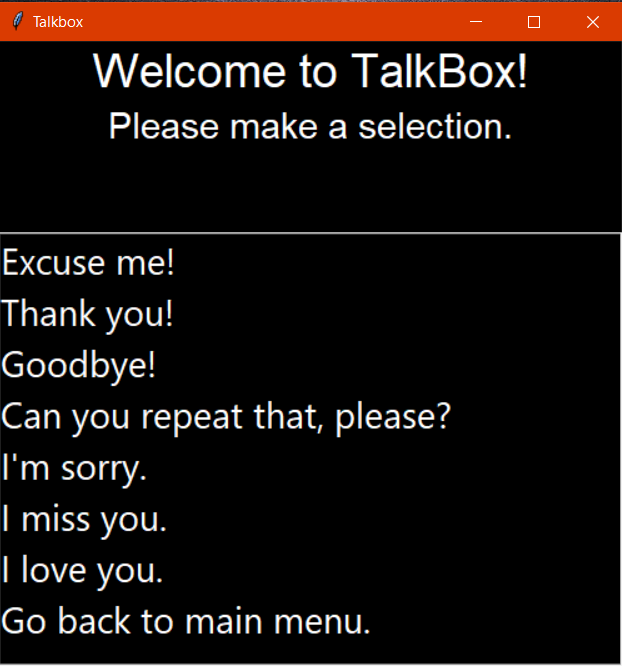 Talkbox
Welcome to TalkBox!
Please make a selection.
Excuse me!
Thank you!
Goodbye!
Can you repeat that, please?
I'm sorry.
I miss you.
I love you.
Go back to main menu.